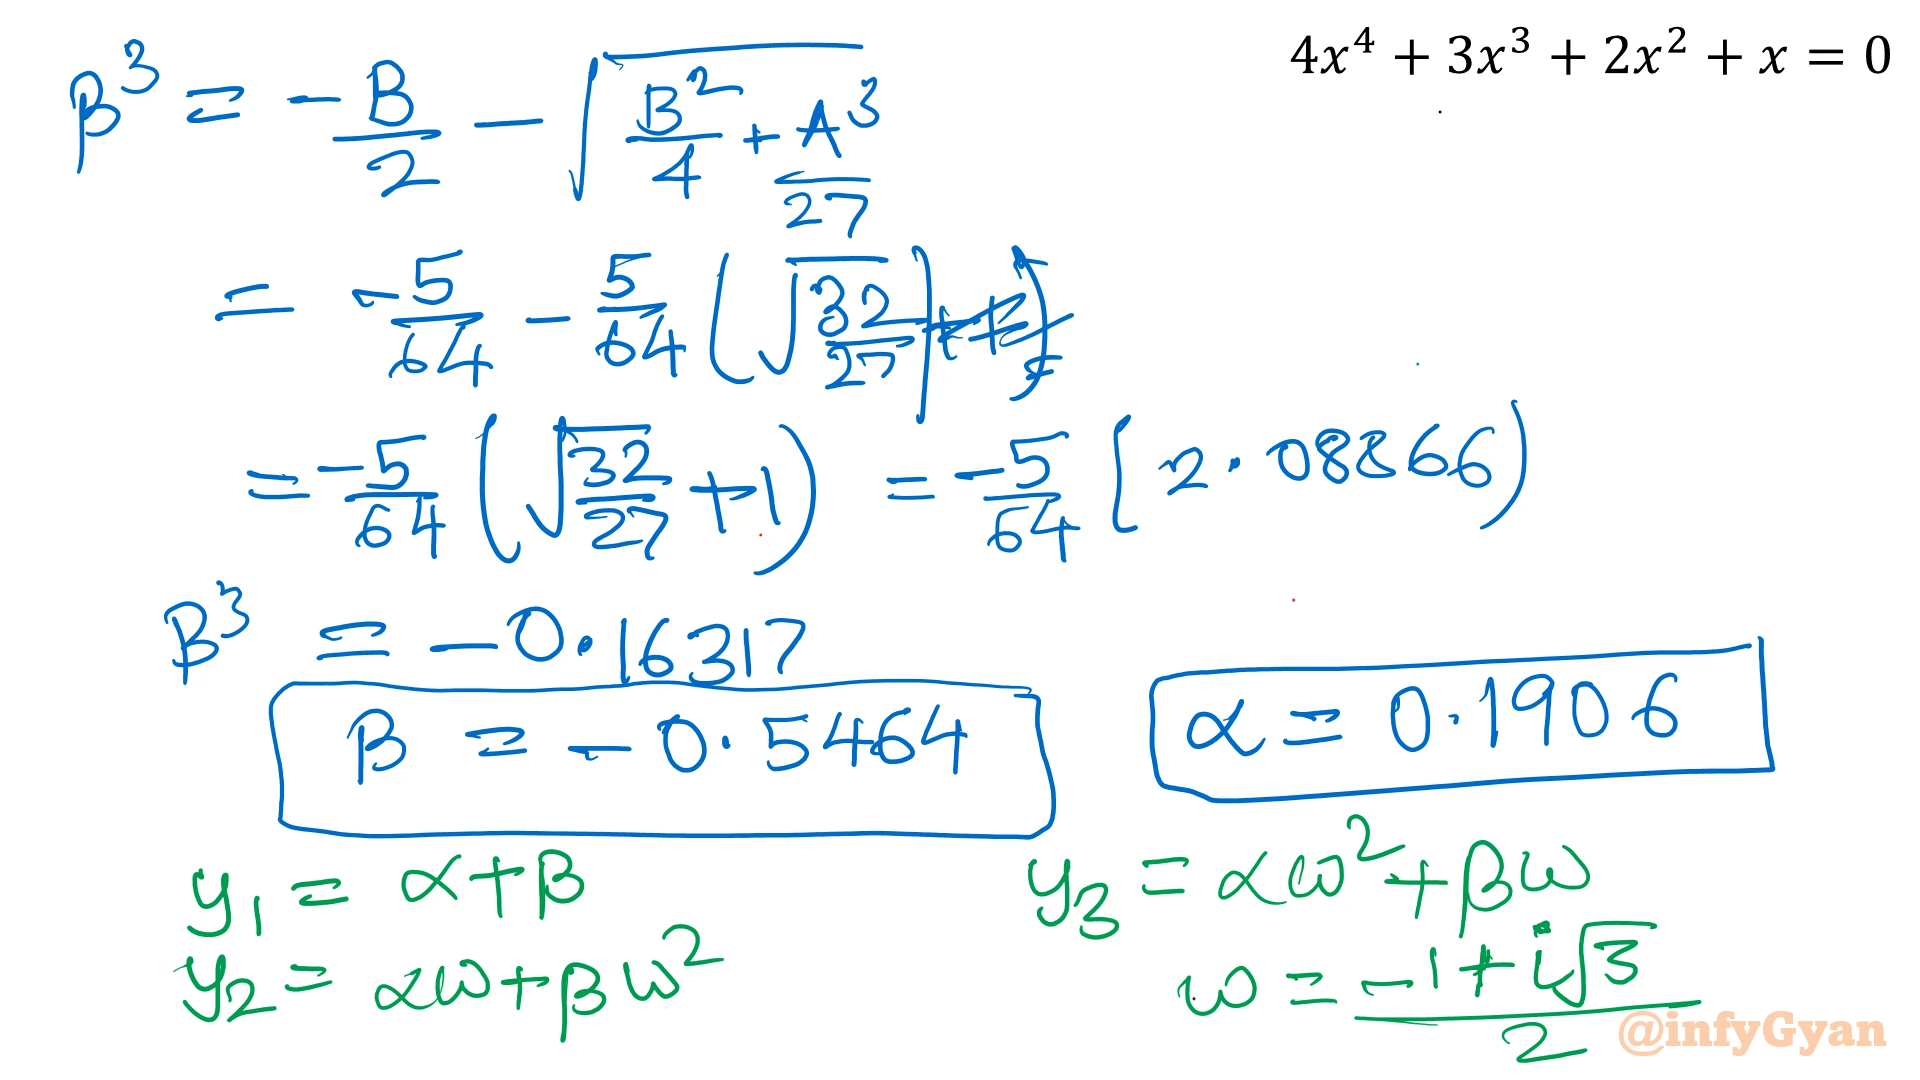 4x⁴ + 3x³ + 2x² + x = 0
β³ = -B/2 - √(B²/4 + A³/27)
= -5/64 - 5/64 (√(32/27))
= -5/64 (√(32/27) + 1) = -5/64 (2.08866)
β³ = -0.16317
β = -0.5464
α = 0.1906
y₁ = α + β
y₃ = αω² + βω
y₂ = αω + βω²
ω = (-1 + i√3)/2
@infyGyan